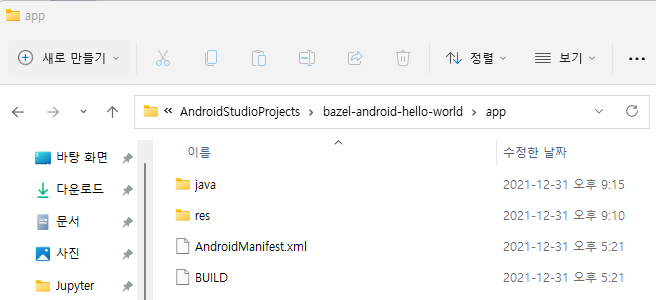 app
새로 만들기
정렬
보기
AndroidStudioProjects
bazel-android-hello-world
app
바탕 화면
다운로드
문서
사진
Jupyter
이름 수정한 날짜
java 2021-12-31 오후 9:15
res 2021-12-31 오후 9:10
AndroidManifest.xml 2021-12-31 오후 5:21
BUILD 2021-12-31 오후 5:21